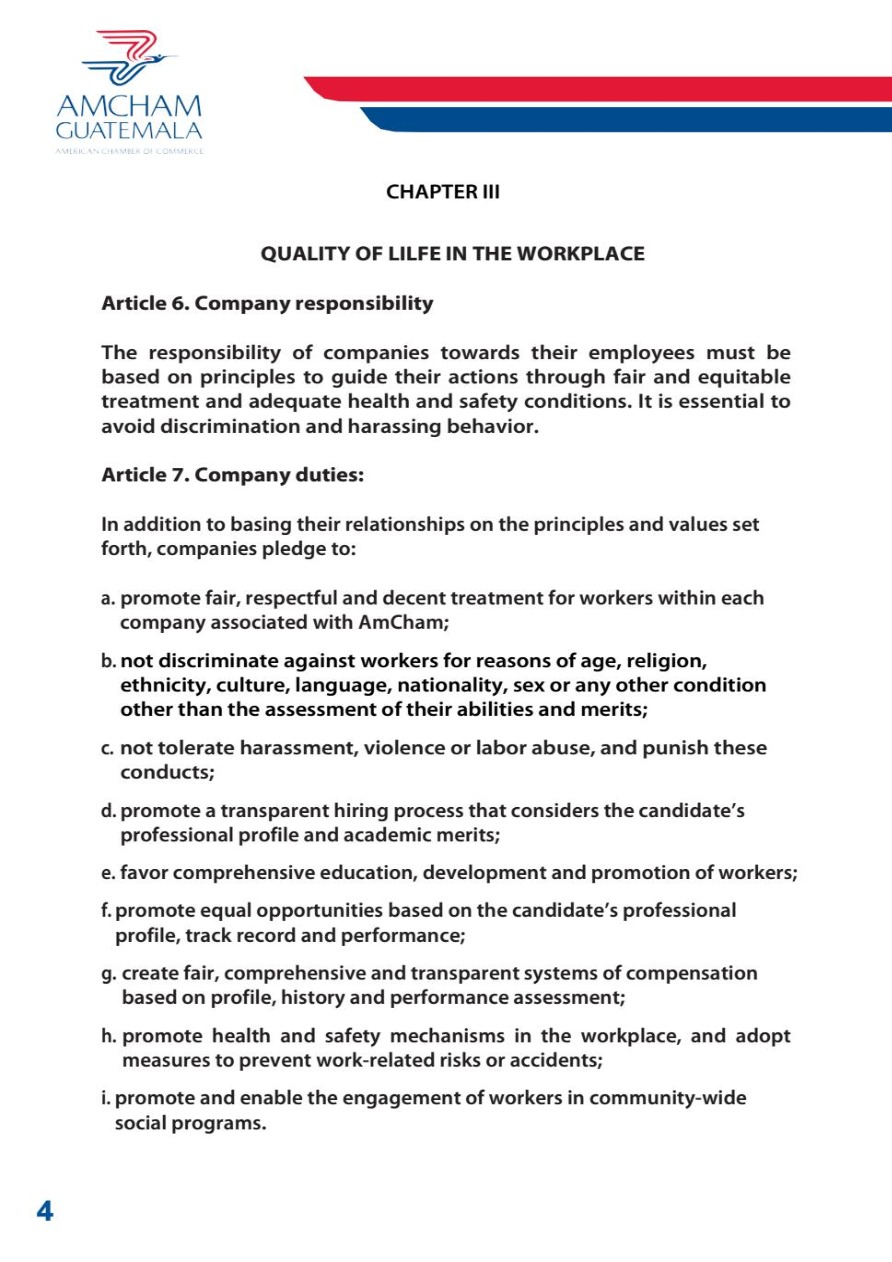 AMCHAM
GUATEMALA
AMERICAN CHAMBER OF COMMERCE
CHAPTER III
QUALITY OF LILFE IN THE WORKPLACE
Article 6. Company responsibility
The responsibility of companies towards their employees must be
based on principles to guide their actions through fair and equitable
treatment and adequate health and safety conditions. It is essential to
avoid discrimination and harassing behavior.
Article 7. Company duties:
In addition to basing their relationships on the principles and values set
forth, companies pledge to:
a. promote fair, respectful and decent treatment for workers within each
company associated with AmCham;
b. not discriminate against workers for reasons of age, religion,
ethnicity, culture, language, nationality, sex or any other condition
other than the assessment of their abilities and merits;
c. not tolerate harassment, violence or labor abuse, and punish these
conducts;
d. promote a transparent hiring process that considers the candidate’s
professional profile and academic merits;
e. favor comprehensive education, development and promotion of workers;
f. promote equal opportunities based on the candidate’s professional
profile, track record and performance;
g. create fair, comprehensive and transparent systems of compensation
based on profile, history and performance assessment;
h. promote health and safety mechanisms in the workplace, and adopt
measures to prevent work-related risks or accidents;
i. promote and enable the engagement of workers in community-wide
social programs.
4